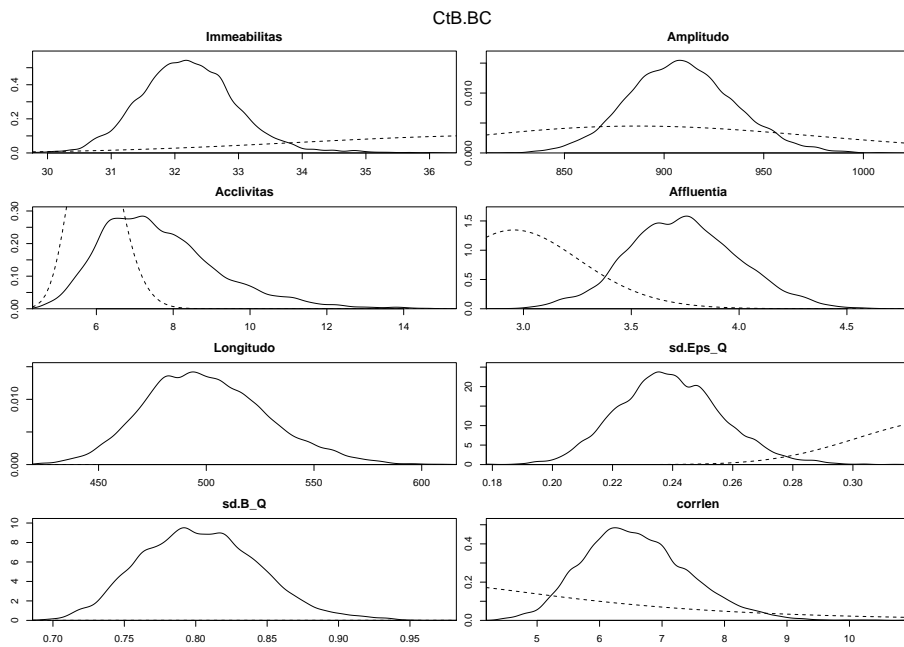 CtB.BC
Immeabilitas
0.0 0.2 0.4
30 31 32 33 34 35 36
Amplitudo
0.000 0.010
850 900 950 1000
Acclivitas
0.00 0.10 0.20 0.30
6 8 10 12 14
Affluentia
0.0 0.5 1.0 1.5
3.0 3.5 4.0 4.5
Longitudo
0.000 0.010
450 500 550 600
sd.Eps_Q
0 5 10 20
0.18 0.20 0.22 0.24 0.26 0.28 0.30
sd.B_Q
0 2 4 6 8 10
0.70 0.75 0.80 0.85 0.90 0.95
corrlen
0.0 0.2 0.4
5 6 7 8 9 10